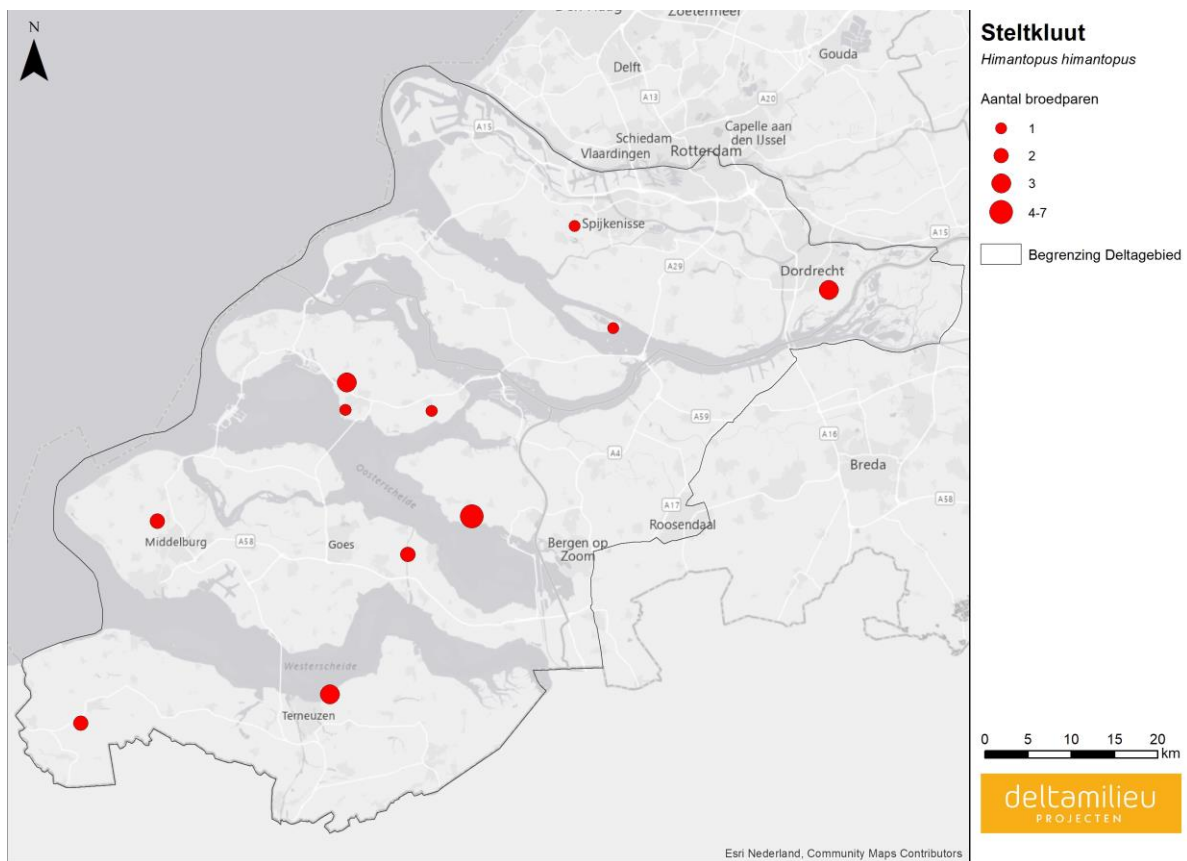 N
Den Haag
Zoetermeer
Gouda
Delft
A13
A20
A15
Schiedam
Capelle aan
den IJssel
Vlaardingen
Rotterdam
Spijkenisse
A15
A29
Dordrecht
A59
A4
A16
Breda
Oosterschelde
A58
A17
Roosendaal
Middelburg
A58
Goes
Bergen op
Zoom
Westerschelde
Terneuzen
Esri Nederland, Community Maps Contributors
Steltkluut
Himantopus himantopus
Aantal broedparen
1
2
3
4-7
Begrenzing Deltagebied
0 5 10 15 20
km
deltamilieu
PROJECTEN